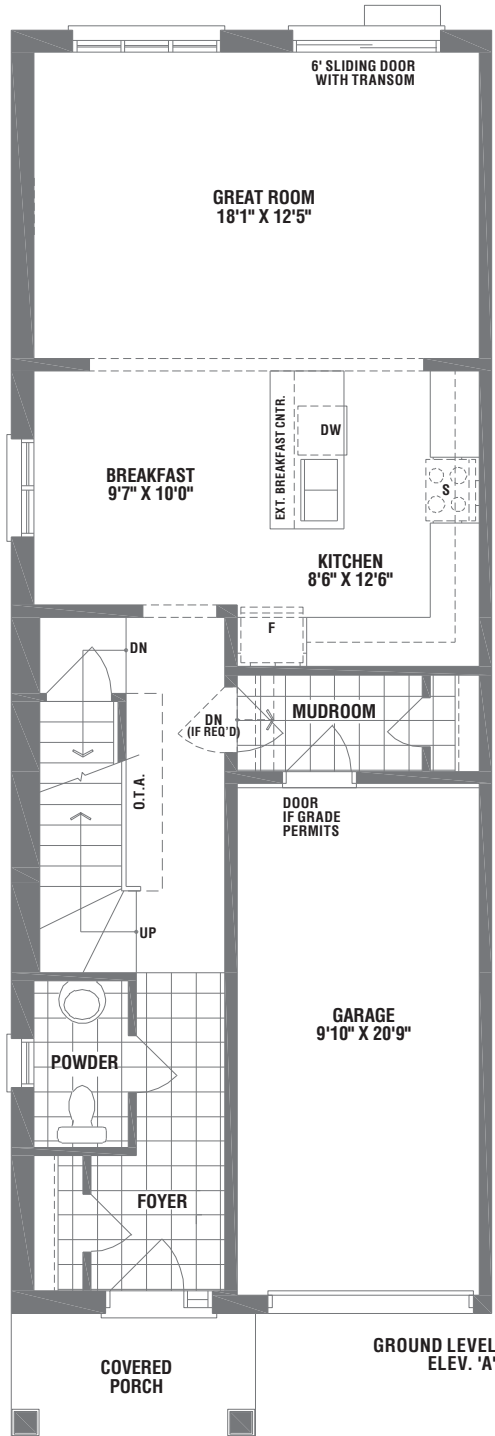 6' SLIDING DOOR
WITH TRANSOM
GREAT ROOM
18'1" X 12'5"
EXT. BREAKFAST CNTR.
DW
BREAKFAST
9'7" X 10'0"
S
KITCHEN
8'6" X 12'6"
F
DN
DN
(IF REQ'D)
MUDROOM
O.T.A.
DOOR
IF GRADE
PERMITS
UP
GARAGE
9'10" X 20'9"
POWDER
FOYER
GROUND LEVEL
ELEV. 'A'
COVERED
PORCH